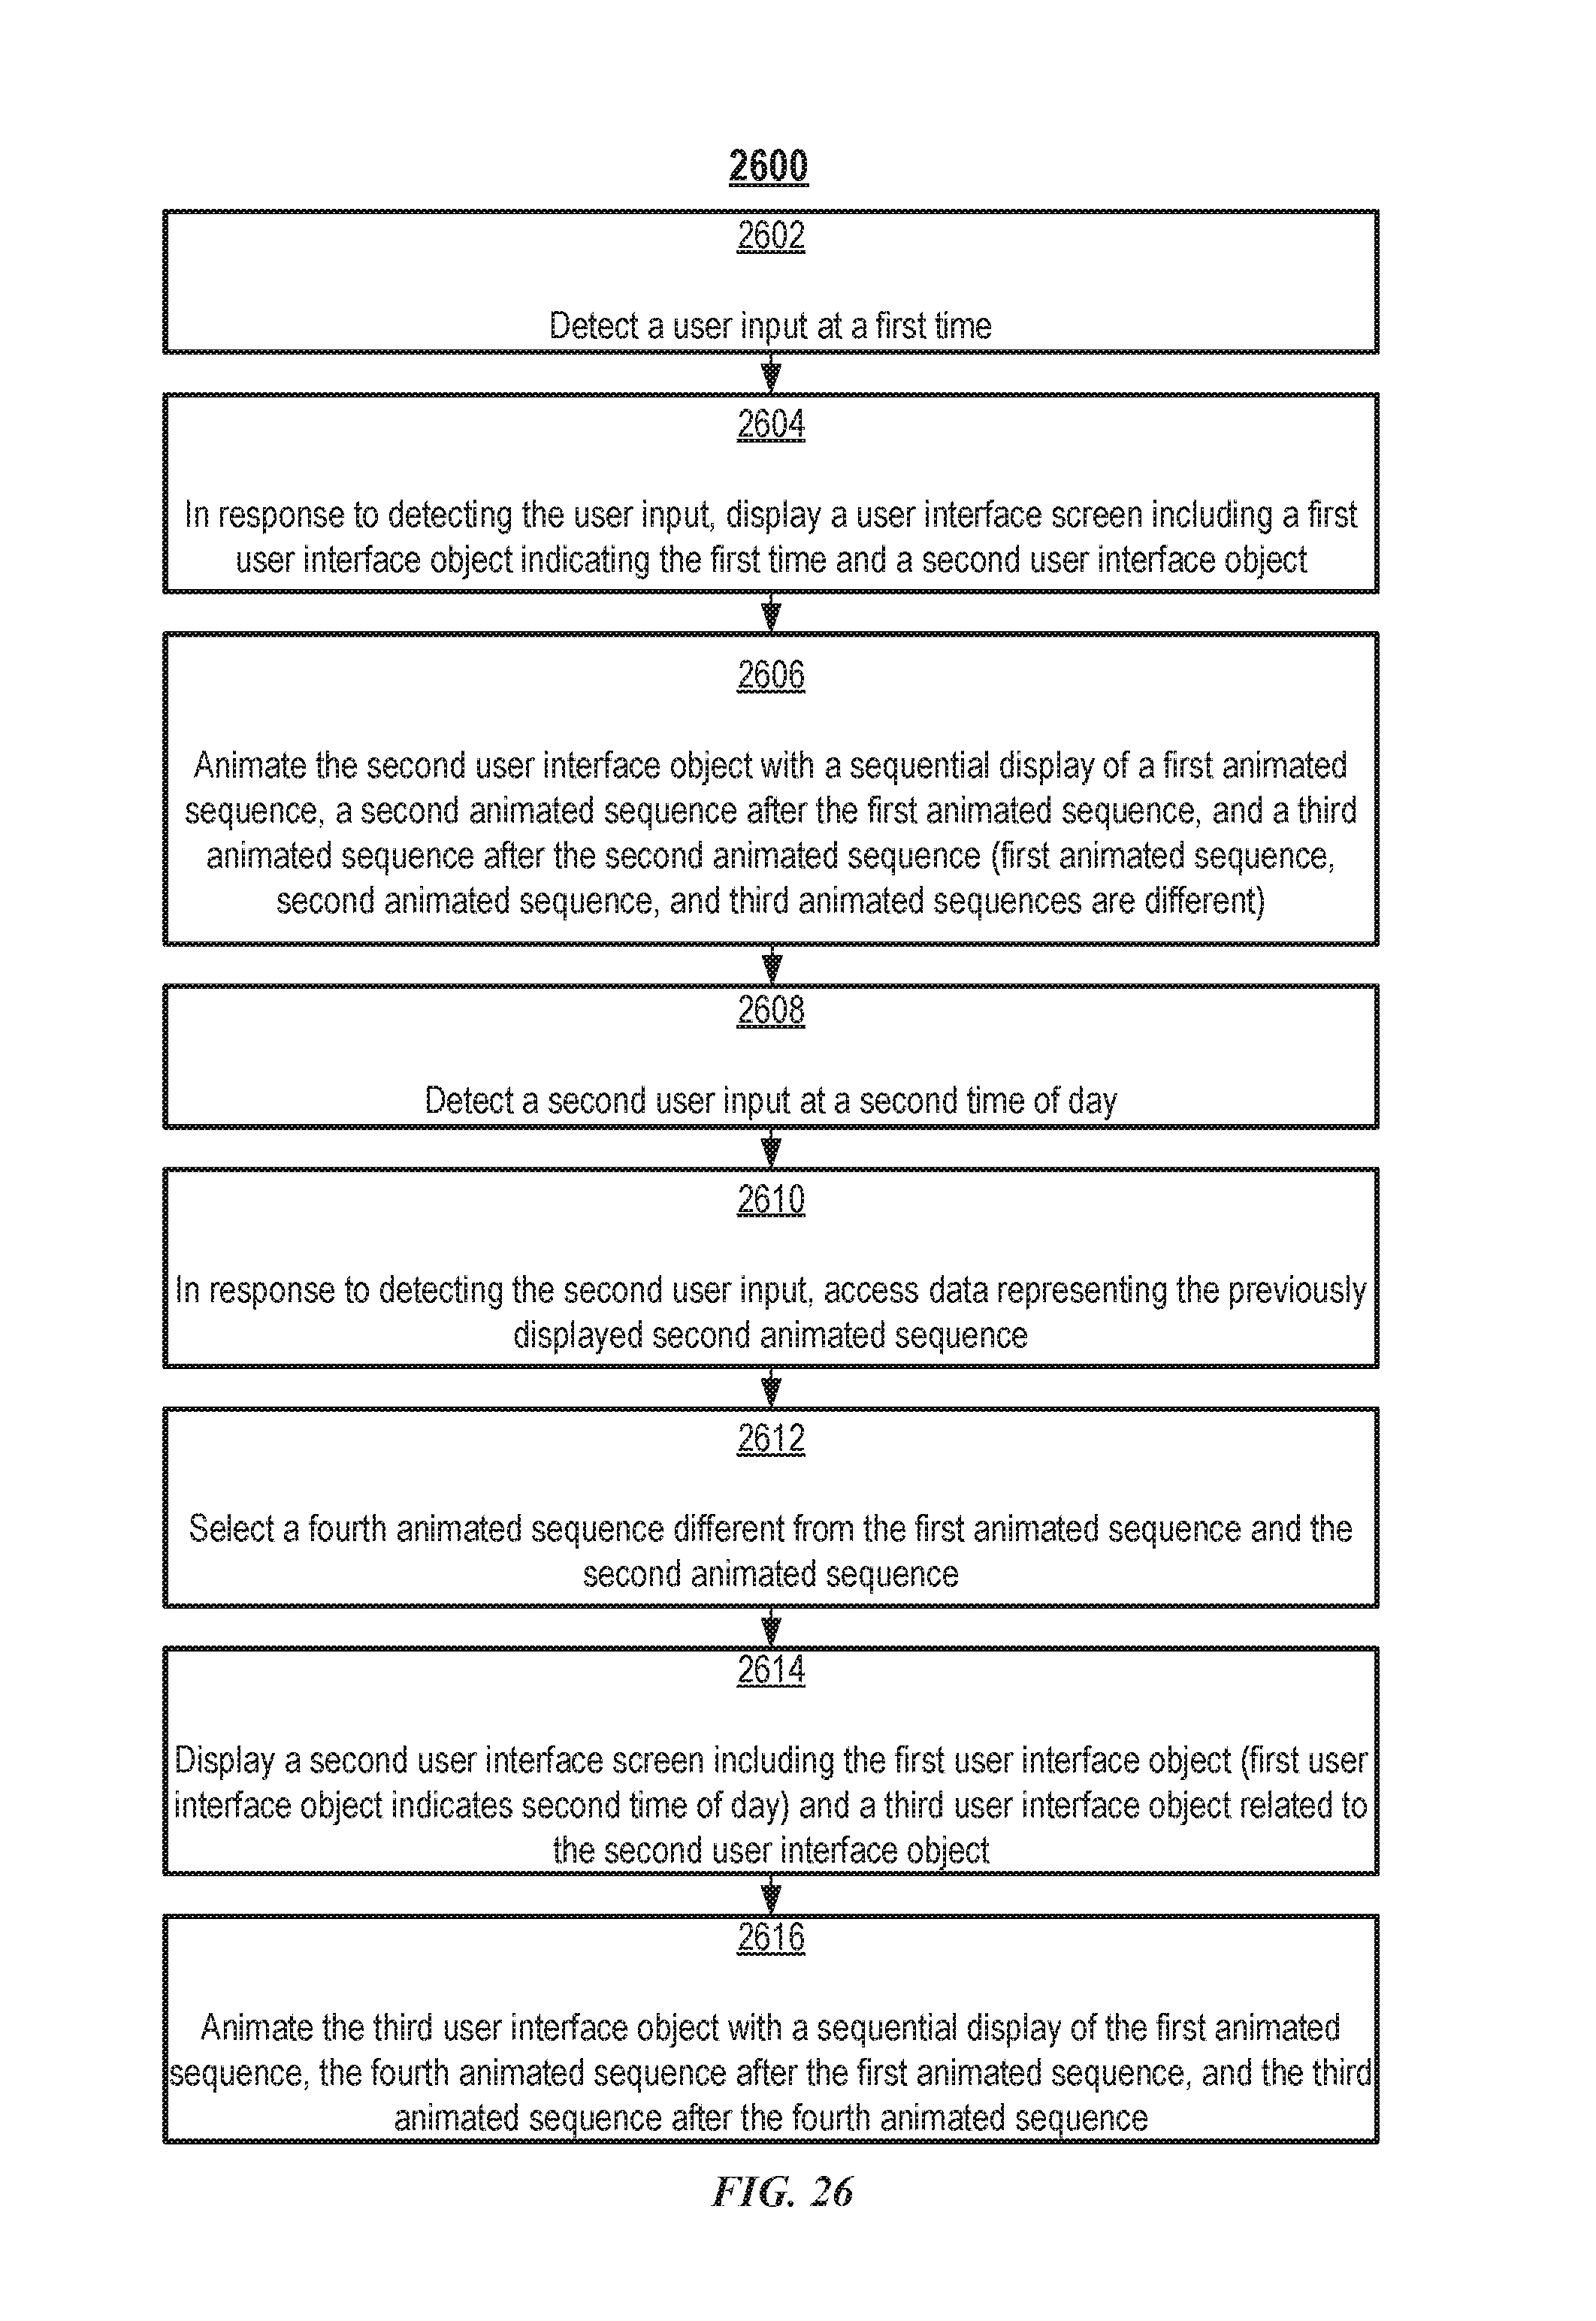 2600
2602
Detect a user input at a first time
2604
In response to detecting the user input, display a user interface screen including a first
user interface object indicating the first time and a second user interface object
2606
Animate the second user interface object with a sequential display of a first animated
sequence, a second animated sequence after the first animated sequence, and a third
animated sequence after the second animated sequence (first animated sequence,
second animated sequence, and third animated sequences are different)
2608
Detect a second user input at a second time of day
2610
In response to detecting the second user input, access data representing the previously
displayed second animated sequence
2612
Select a fourth animated sequence different from the first animated sequence and the
second animated sequence
2614
Display a second user interface screen including the first user interface object (first user
interface object indicates second time of day) and a third user interface object related to
the second user interface object
2616
Animate the third user interface object with a sequential display of the first animated
sequence, the fourth animated sequence after the first animated sequence, and the third
animated sequence after the fourth animated sequence
FIG. 26